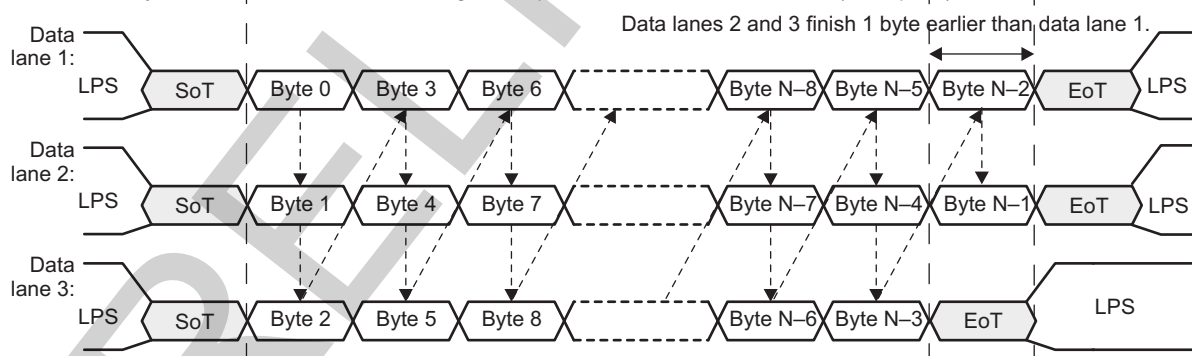 Data lanes 2 and 3 finish 1 byte earlier than data lane 1.
Data
lane 1:
LPS SoT Byte 0 Byte 3 Byte 6 Byte N–8 Byte N–5 Byte N–2 EoT LPS
Data
lane 2:
LPS SoT Byte 1 Byte 4 Byte 7 Byte N–7 Byte N–4 Byte N–1 EoT LPS
Data
lane 3:
LPS SoT Byte 2 Byte 5 Byte 8 Byte N–6 Byte N–3 EoT LPS